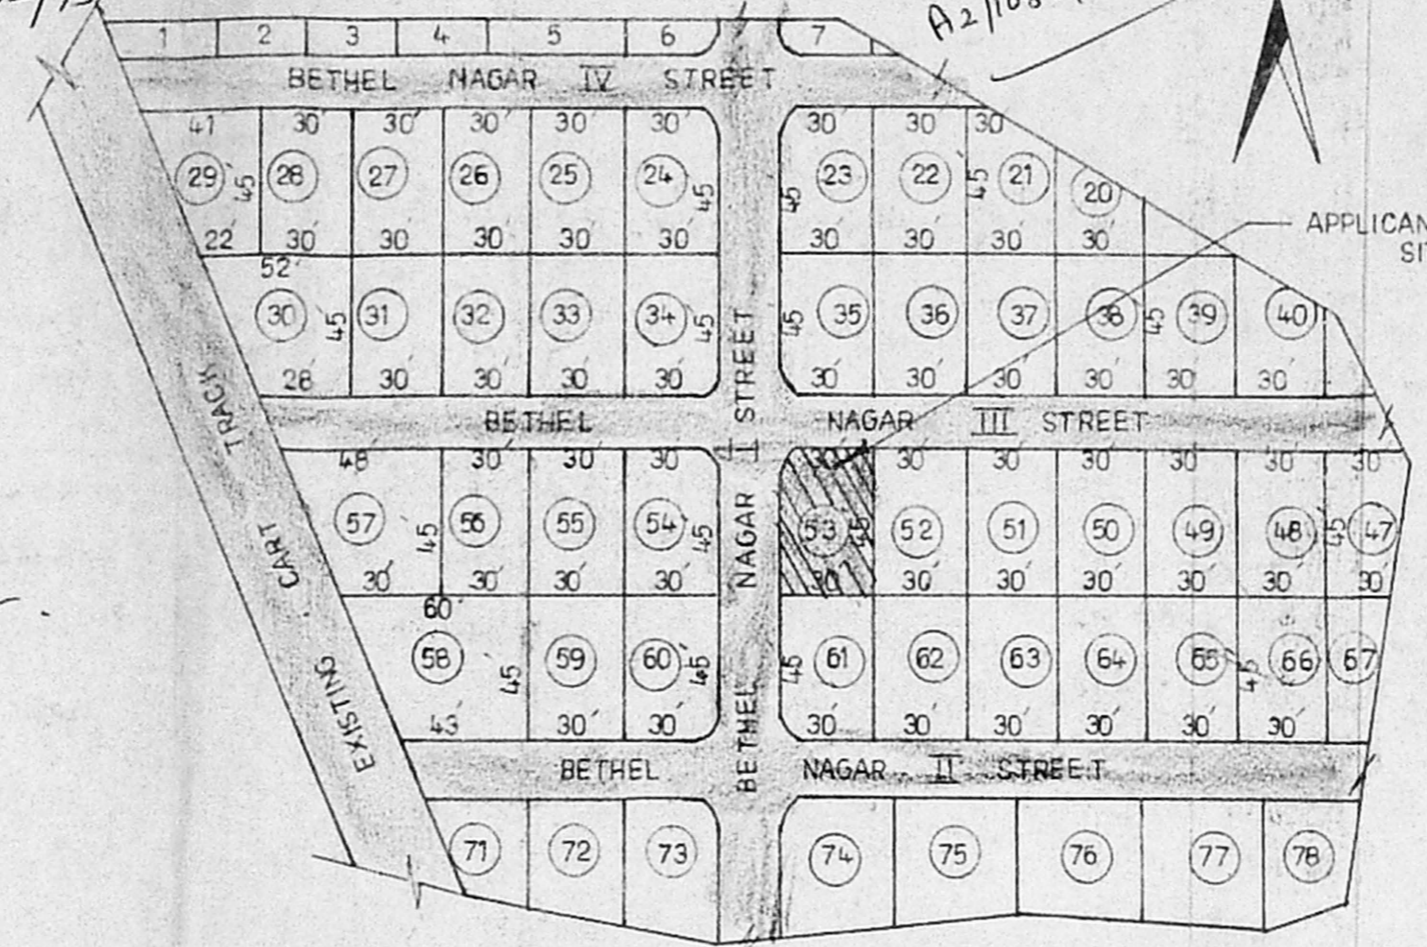 A2/108
1 2 3 4 5 6 7
BETHEL NAGAR IV STREET
41' 30' 30' 30' 30' 30' 30' 30' 30'
29 45' 28 27 26 25 24 45 45 23 22 45' 21 20
22 30 30 30 30 30 30 30 30 30'
APPLICAN
SI
52'
30 45' 31 32 33 34 45' 45 35 36 37 38 45' 39 40
28 30' 30' 30' 30' 30' 30' 30' 30' 30' 30'
BETHEL NAGAR III STREET
48' 30' 30' 30' 30' 30' 30' 30' 30' 30' 30
57 45' 56 55 54 45' 53 45' 52 51 50 49 48 45' 47
30' 30' 30' 30' 30' 30' 30' 30' 30' 30' 30'
60'
58 45' 59 60 45' 45 61 62 63 64 65 45' 66 67
43' 30' 30' 30' 30' 30' 30' 30' 30'
BETHEL NAGAR II STREET
71 72 73 74 75 76 77 78
EXISTING CART TRACK
BETHEL NAGAR I STREET